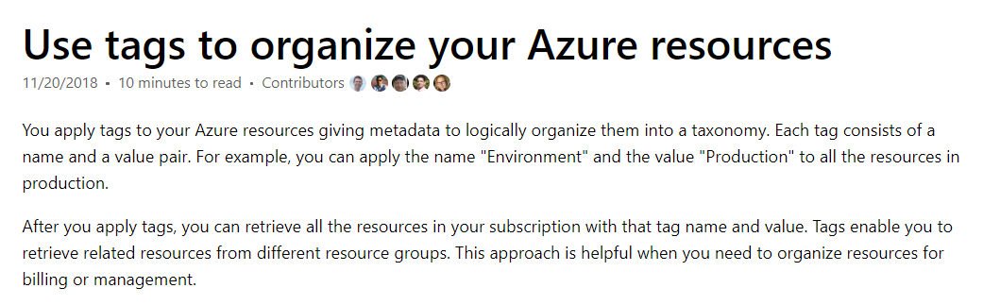 Use tags to organize your Azure resources
11/20/2018 • 10 minutes to read • Contributors
You apply tags to your Azure resources giving metadata to logically organize them into a taxonomy. Each tag consists of a
name and a value pair. For example, you can apply the name "Environment" and the value "Production" to all the resources in
production.
After you apply tags, you can retrieve all the resources in your subscription with that tag name and value. Tags enable you to
retrieve related resources from different resource groups. This approach is helpful when you need to organize resources for
billing or management.